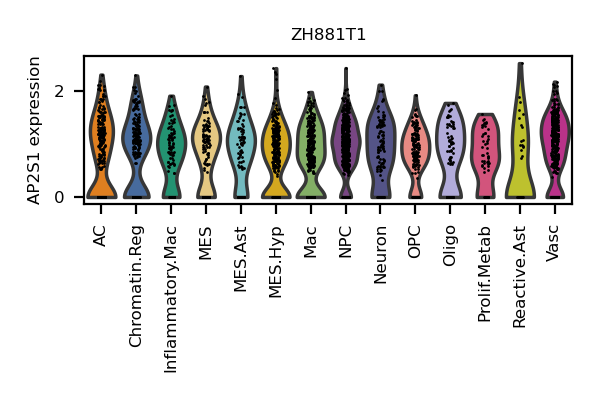 ZH881T1
AP2S1 expression
2
0
AC
Chromatin.Reg
Inflammatory.Mac
MES
MES.Ast
MES.Hyp
Mac
NPC
Neuron
OPC
Oligo
Prolif.Metab
Reactive.Ast
Vasc